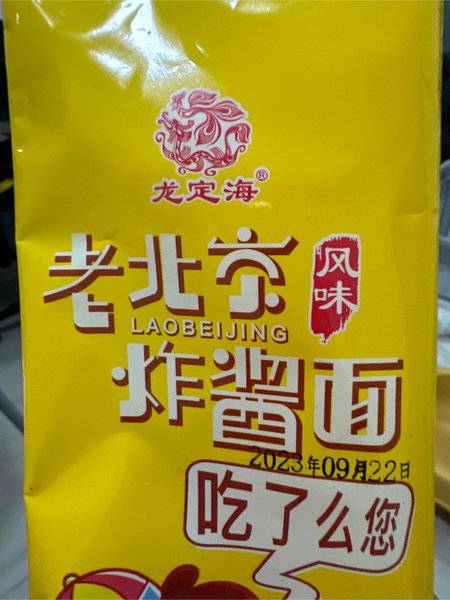 龙定海®
老北京
风味
LAOBEIJING
炸酱面
2023年09月22日
吃了么您